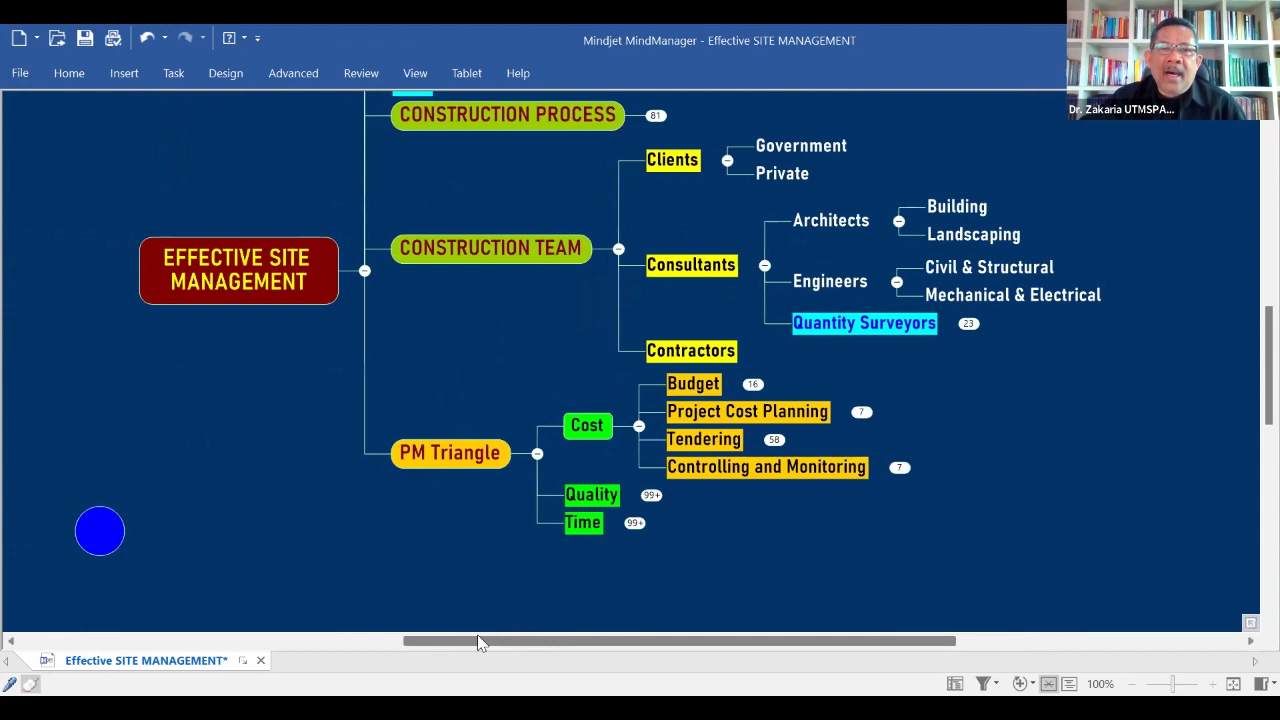 Mindjet MindManager - Effective SITE MANAGEMENT
File Home Insert Task Design Advanced Review View Tablet Help
Dr. Zakaria UTMSPA...
CONSTRUCTION PROCESS 81
Clients
Government
Private
EFFECTIVE SITE
MANAGEMENT
CONSTRUCTION TEAM
Consultants
Architects
Building
Landscaping
Engineers
Civil & Structural
Mechanical & Electrical
Quantity Surveyors 23
Contractors
PM Triangle
Cost
Budget 16
Project Cost Planning 7
Tendering 58
Controlling and Monitoring 7
Quality 99+
Time 99+
Effective SITE MANAGEMENT*
100%